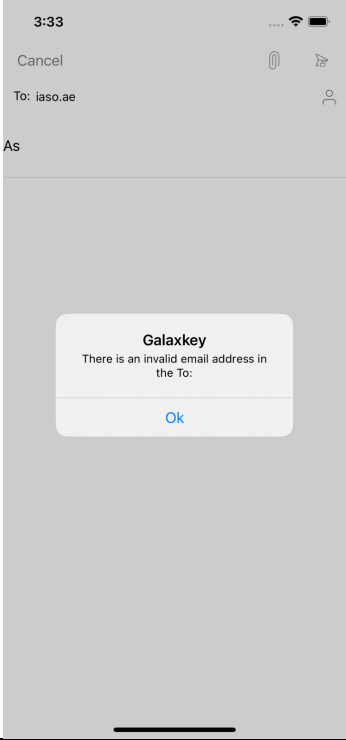 3:33
Cancel
To: iaso.ae
As
Galaxkey
There is an invalid email address in
the To:
Ok